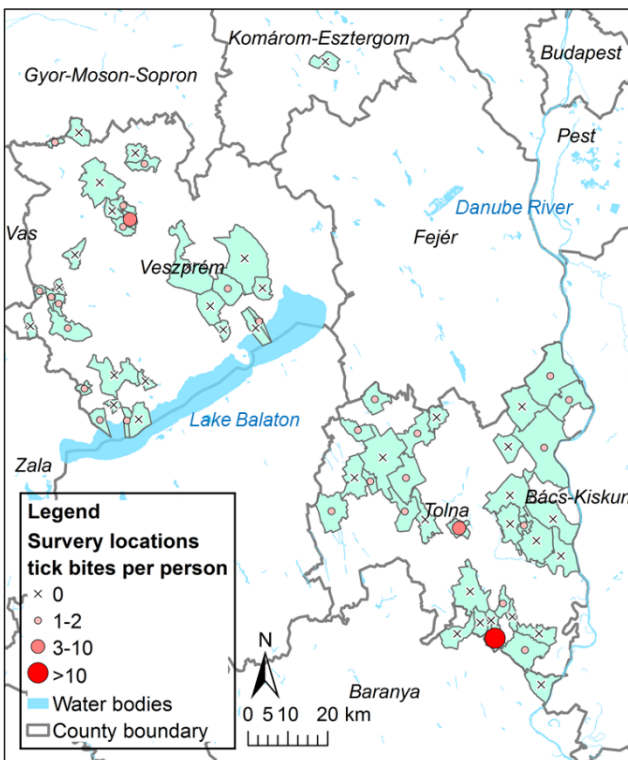 Komárom-Esztergom
Budapest
Gyor-Moson-Sopron
Pest
Danube River
Vas
Fejér
Veszprém
Lake Balaton
Zala
Bács-Kiskun
Tolna
Legend
Survery locations
tick bites per person
0
1-2
3-10
>10
Water bodies
County boundary
N
Baranya
0 5 10 20 km